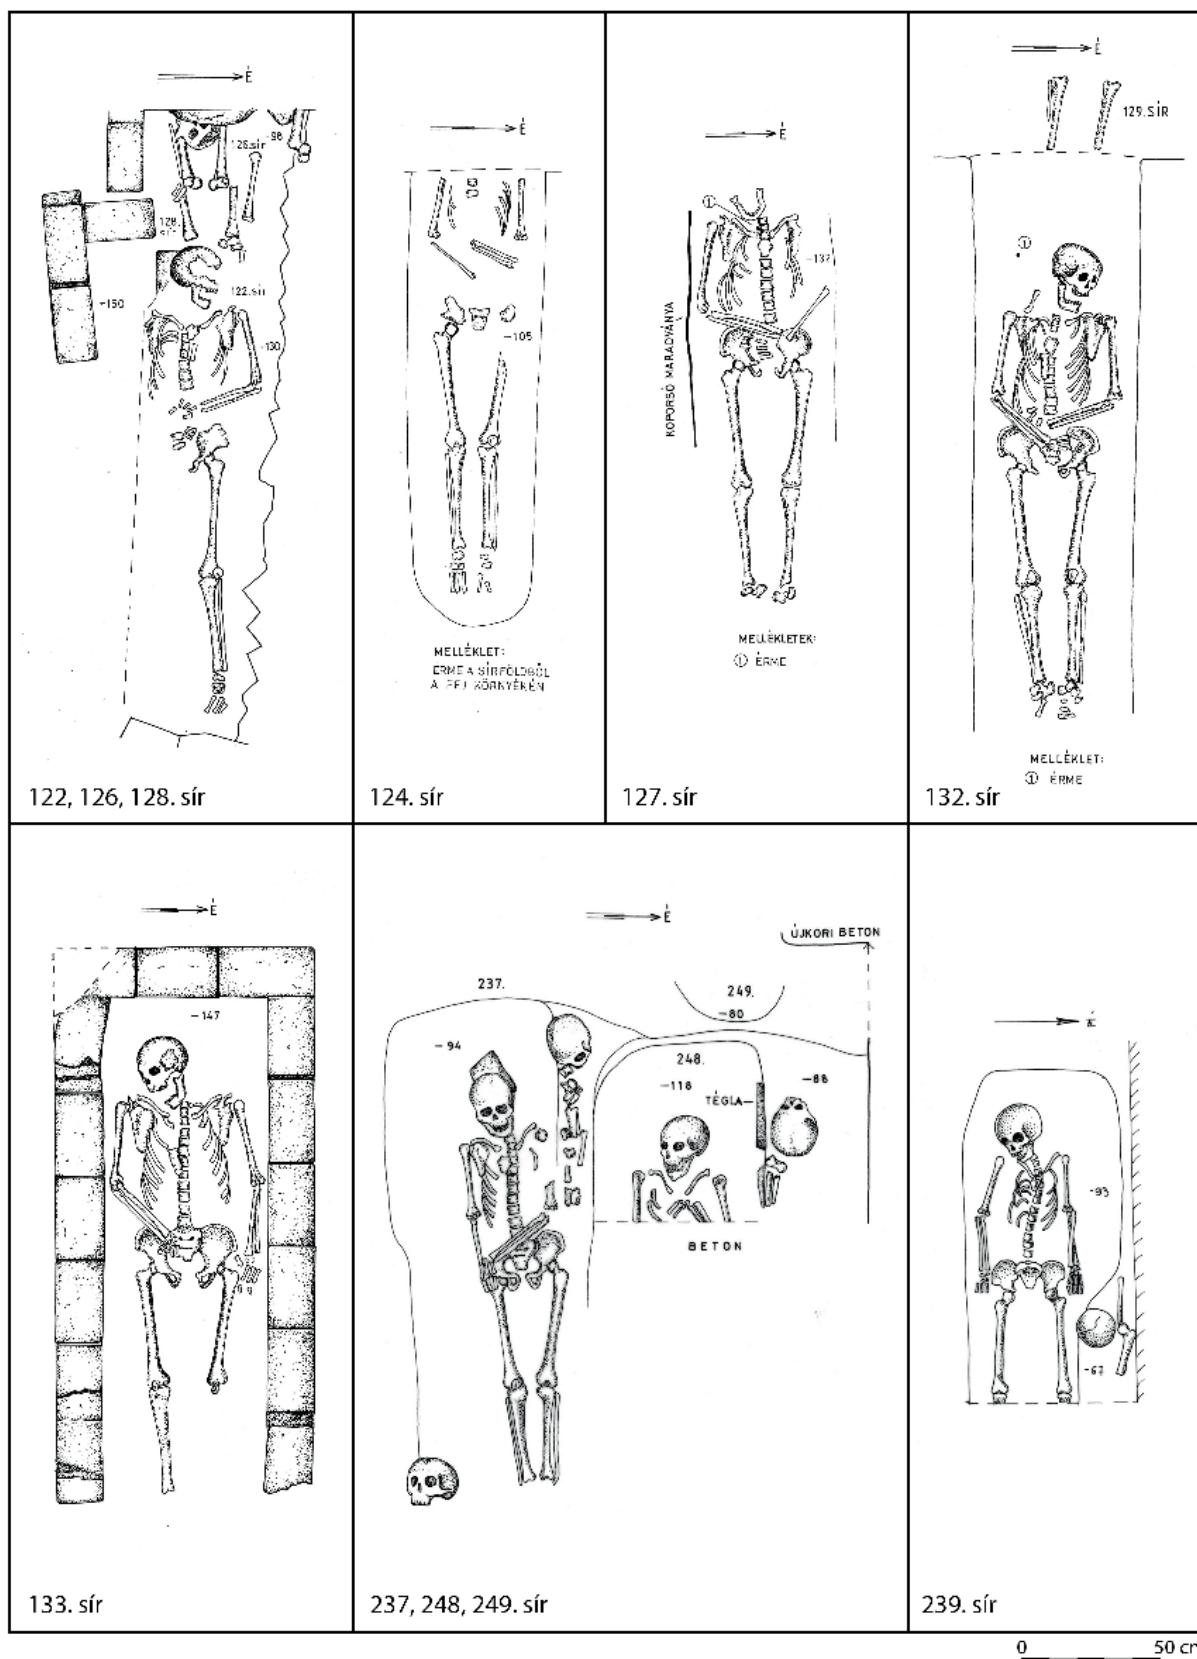 É
126. sír
-98
128.
122. sír
-150
-130
122, 126, 128. sír
É
-105
MELLÉKLET:
ÉRME A SÍRFÖLDBŐL
A FEJ KÖRNYÉKÉN
124. sír
É
①
-132
KOPORSÓ MARADVÁNYA
MELLÉKLETEK:
① ÉRME
127. sír
É
129. SÍR
①
MELLÉKLET:
① ÉRME
132. sír
É
-147
133. sír
É
ÚJKORI BETON
237.
249.
-80
-94
248.
-118
-88
TÉGLA
BETON
237, 248, 249. sír
É
-93
-67
239. sír
0 50 cm